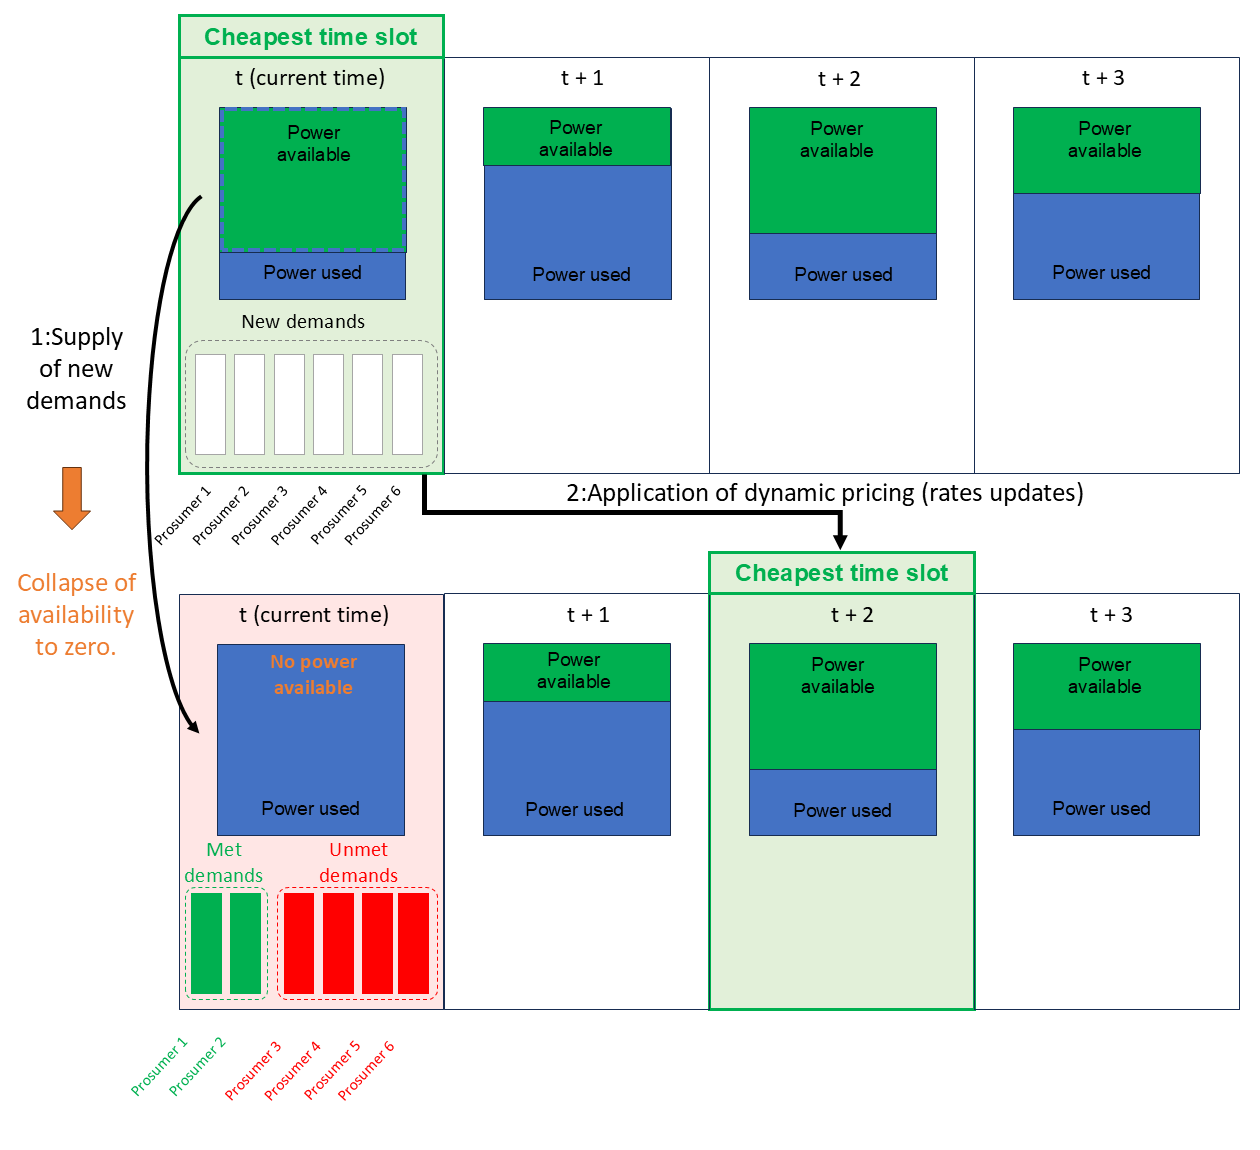 Cheapest time slot
t (current time)
t + 1
t + 2
t + 3
Power
available
Power used
Power
available
Power used
Power
available
Power used
Power
available
Power used
New demands
1:Supply
of new
demands
Prosumer 1
Prosumer 2
Prosumer 3
Prosumer 4
Prosumer 5
Prosumer 6
2:Application of dynamic pricing (rates updates)
Collapse of
availability
to zero.
Cheapest time slot
t (current time)
t + 1
t + 2
t + 3
No power
available
Power used
Power
available
Power used
Power
available
Power used
Power
available
Power used
Met
demands
Unmet
demands
Prosumer 1
Prosumer 2
Prosumer 3
Prosumer 4
Prosumer 5
Prosumer 6